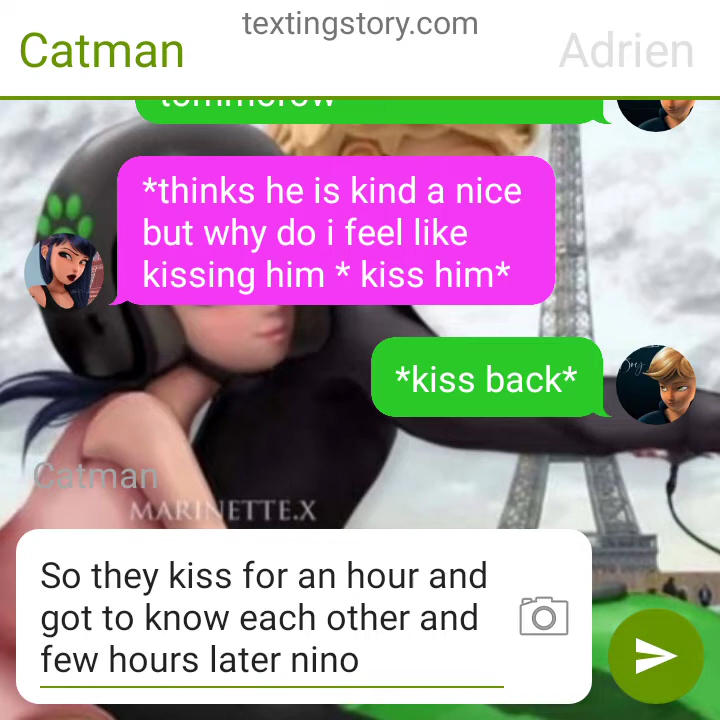 textingstory.com
Catman
Adrien
tommorow
*thinks he is kind a nice
but why do i feel like
kissing him * kiss him*
*kiss back*
Catman
MARINETTE.X
So they kiss for an hour and
got to know each other and
few hours later nino